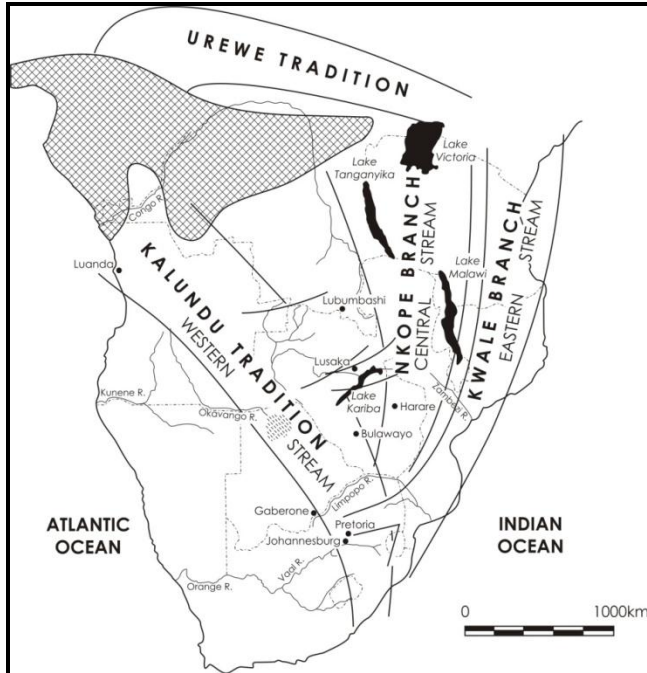 UREWE TRADITION
Lake
Victoria
Lake
Tanganyika
Congo R.
NKOPE BRANCH
CENTRAL STREAM
KWALE BRANCH
EASTERN STREAM
Luanda
KALUNDU TRADITION
WESTERN STREAM
Lake
Malawi
Lubumbashi
Lusaka
Lake
Kariba
Zambezi R.
Harare
Kunene R.
Okavango R.
Bulawayo
Limpopo R.
Gaberone
Pretoria
Johannesburg
ATLANTIC
OCEAN
INDIAN
OCEAN
Vaal R.
Orange R.
0 1000km